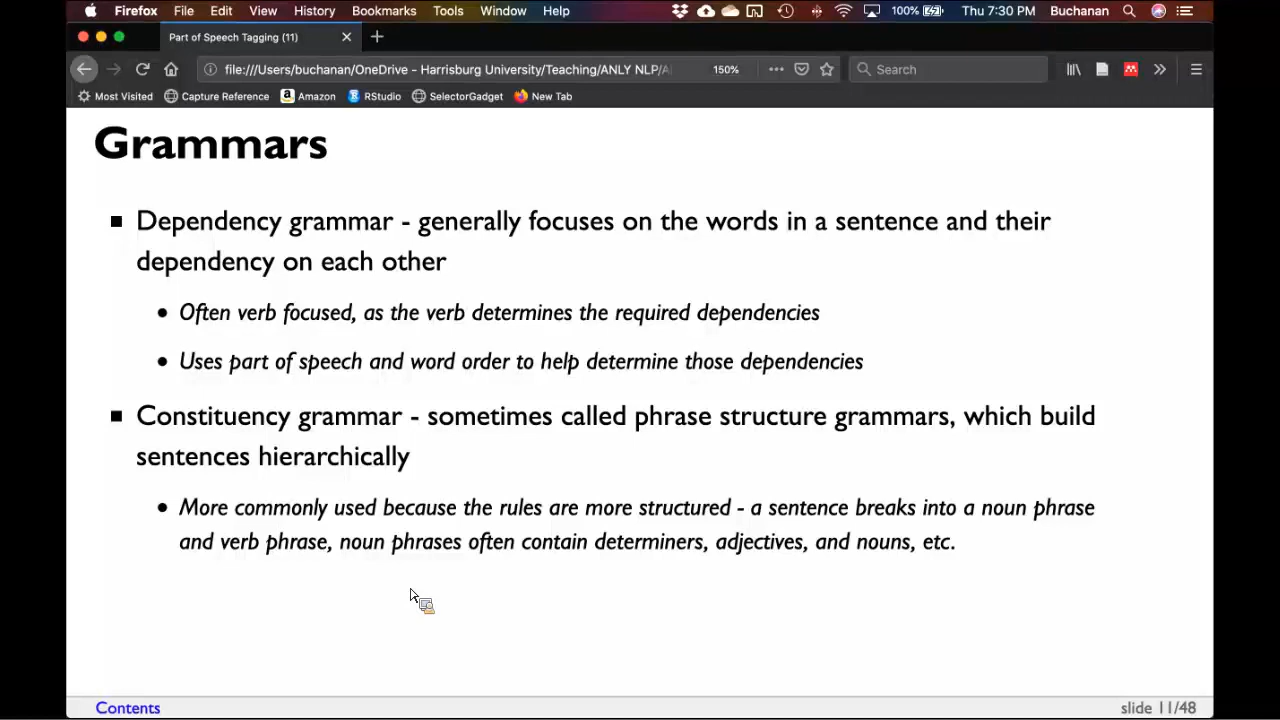 Firefox File Edit View History Bookmarks Tools Window Help 100% Thu 7:30 PM Buchanan
Part of Speech Tagging (11)
file:///Users/buchanan/OneDrive - Harrisburg University/Teaching/ANLY NLP/A 150% Search
Most Visited Capture Reference Amazon RStudio SelectorGadget New Tab
Grammars
Dependency grammar - generally focuses on the words in a sentence and their
dependency on each other
Often verb focused, as the verb determines the required dependencies
Uses part of speech and word order to help determine those dependencies
Constituency grammar - sometimes called phrase structure grammars, which build
sentences hierarchically
More commonly used because the rules are more structured - a sentence breaks into a noun phrase
and verb phrase, noun phrases often contain determiners, adjectives, and nouns, etc.
Contents slide 11/48